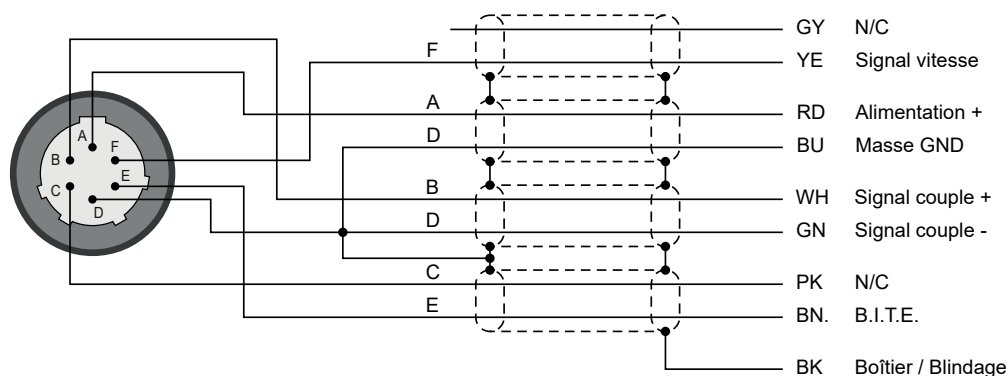 GY N/C
F YE Signal vitesse
A RD Alimentation +
D BU Masse GND
B WH Signal couple +
D GN Signal couple -
C PK N/C
E BN. B.I.T.E.
BK Boîtier / Blindage
A
F
B
E
C
D